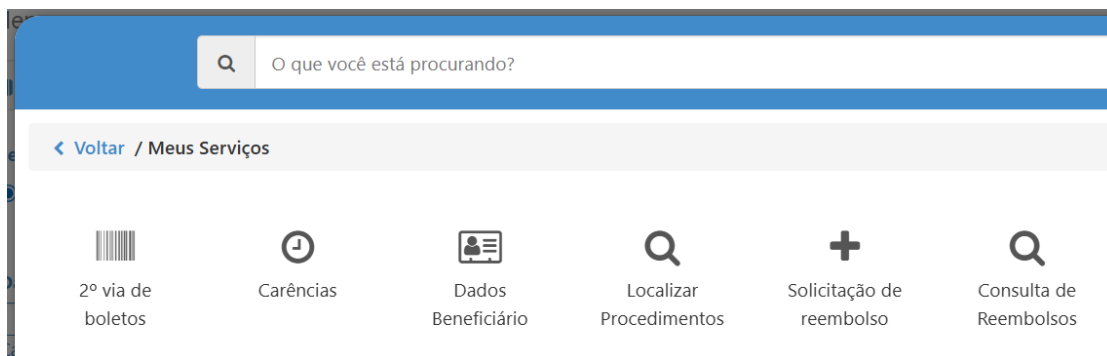 O que você está procurando?
Voltar / Meus Serviços
2º via de
boletos
Carências
Dados
Beneficiário
Localizar
Procedimentos
Solicitação de
reembolso
Consulta de
Reembolsos